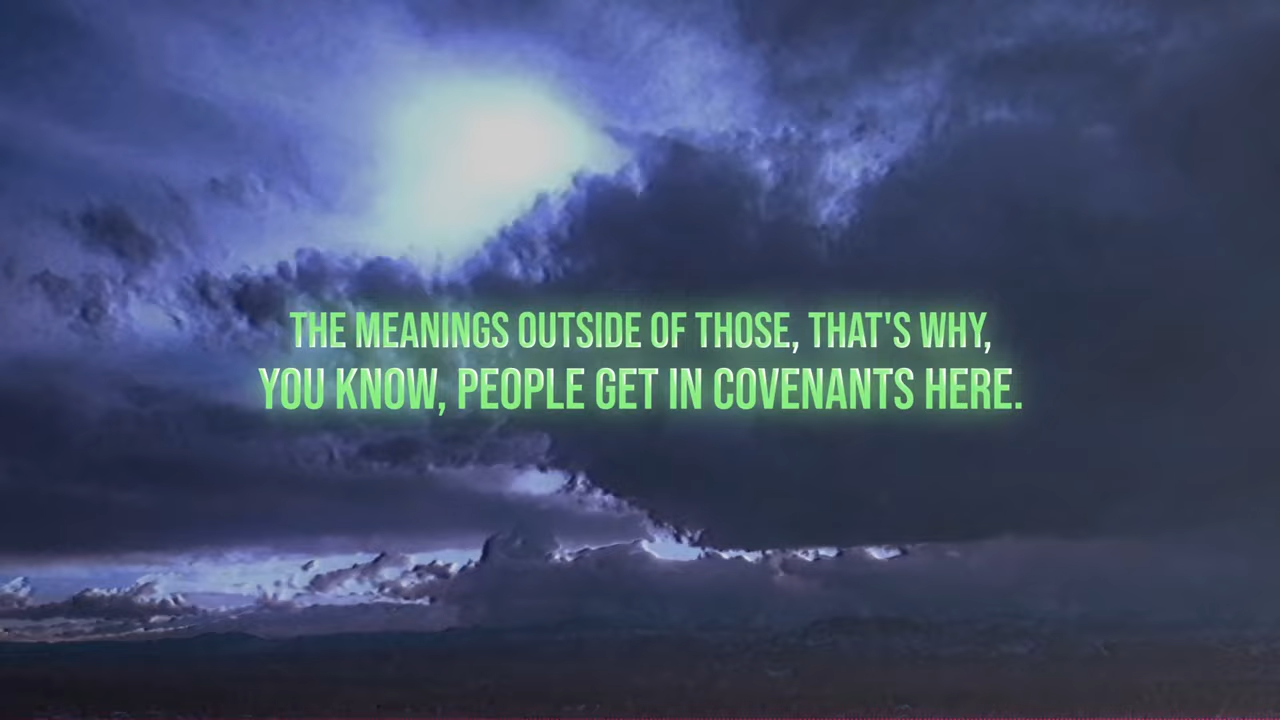 THE MEANINGS OUTSIDE OF THOSE, THAT'S WHY,
YOU KNOW, PEOPLE GET IN COVENANTS HERE.